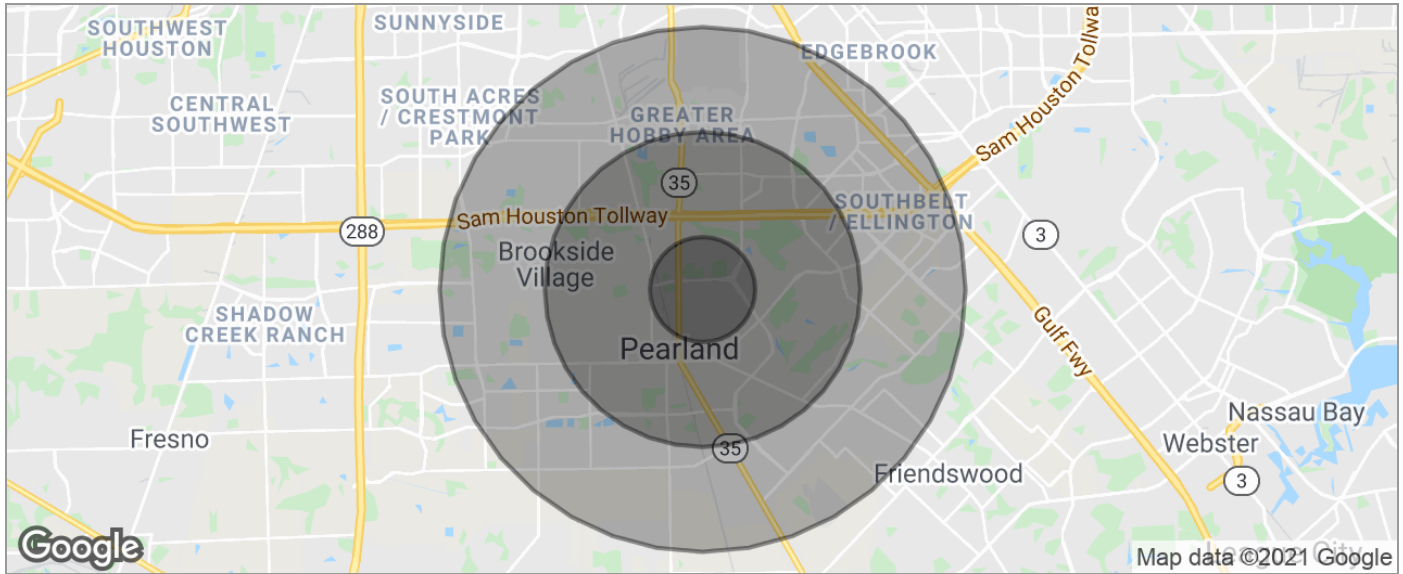 SOUTHWEST
HOUSTON
SUNNYSIDE
EDGEBROOK
Sam Houston Tollwa
CENTRAL
SOUTHWEST
SOUTH ACRES
/ CRESTMONT
PARK
GREATER
HOBBY AREA
35
SOUTHBELT
/ ELLINGTON
Sam Houston Tollway
288
3
Brookside
Village
SHADOW
CREEK RANCH
Gulf Fwy
Pearland
Fresno
35
Friendswood
Nassau Bay
Webster
3
Google
League City
Map data ©2021 Google